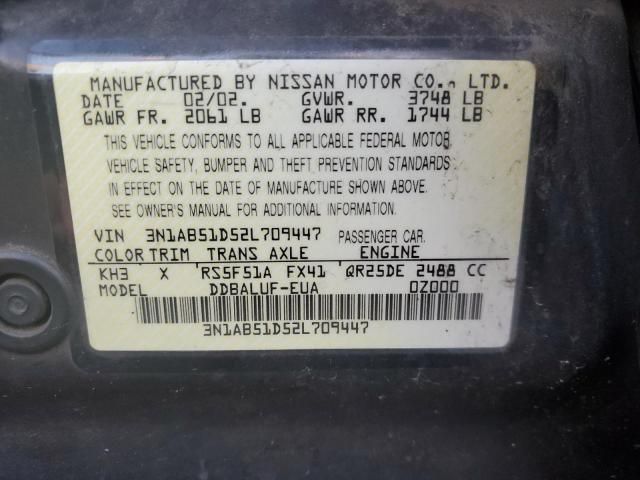 MANUFACTURED BY NISSAN MOTOR CO., LTD.
DATE 02/02. GVWR. 3748 LB
GAWR FR. 2061 LB GAWR RR. 1744 LB
THIS VEHICLE CONFORMS TO ALL APPLICABLE FEDERAL MOTOR
VEHICLE SAFETY, BUMPER AND THEFT PREVENTION STANDARDS
IN EFFECT ON THE DATE OF MANUFACTURE SHOWN ABOVE.
SEE OWNER'S MANUAL FOR ADDITIONAL INFORMATION.
VIN 3N1AB51D52L709447 PASSENGER CAR.
COLOR TRIM TRANS AXLE ENGINE
KH3 X RS5F51A FX41 QR25DE 2488 CC
MODEL DDBALUF-EUA 0Z000
3N1AB51D52L709447